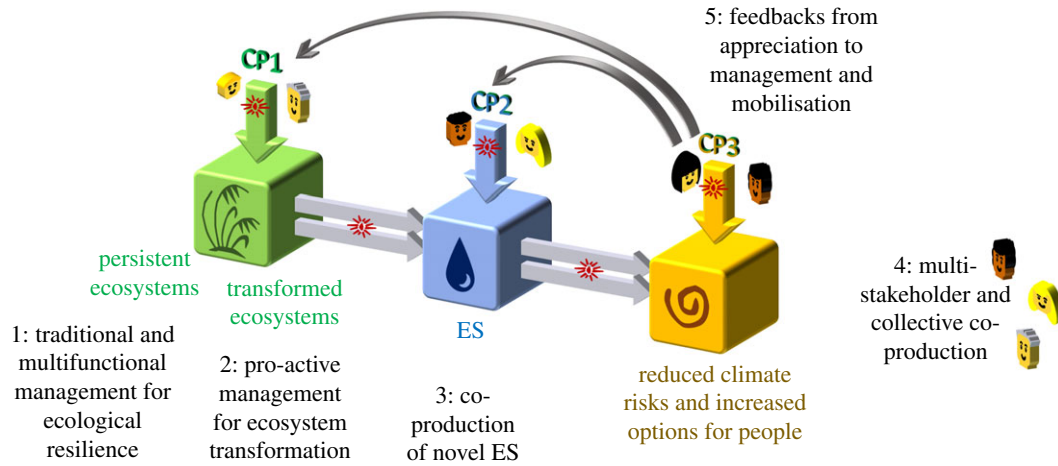 5: feedbacks from
appreciation to
management and
mobilisation
CP1
CP2
CP3
persistent
ecosystems
transformed
ecosystems
ES
4: multi-
stakeholder and
collective co-
production
1: traditional and
multifunctional
management for
ecological
resilience
2: pro-active
management
for ecosystem
transformation
3: co-
production
of novel ES
reduced climate
risks and increased
options for people